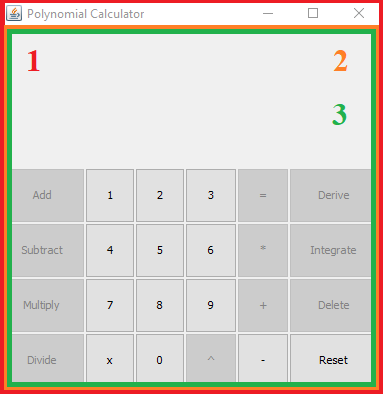 Polynomial Calculator
1 2
3
Add 1 2 3 = Derive
Subtract 4 5 6 * Integrate
Multiply 7 8 9 + Delete
Divide x 0 ^ - Reset